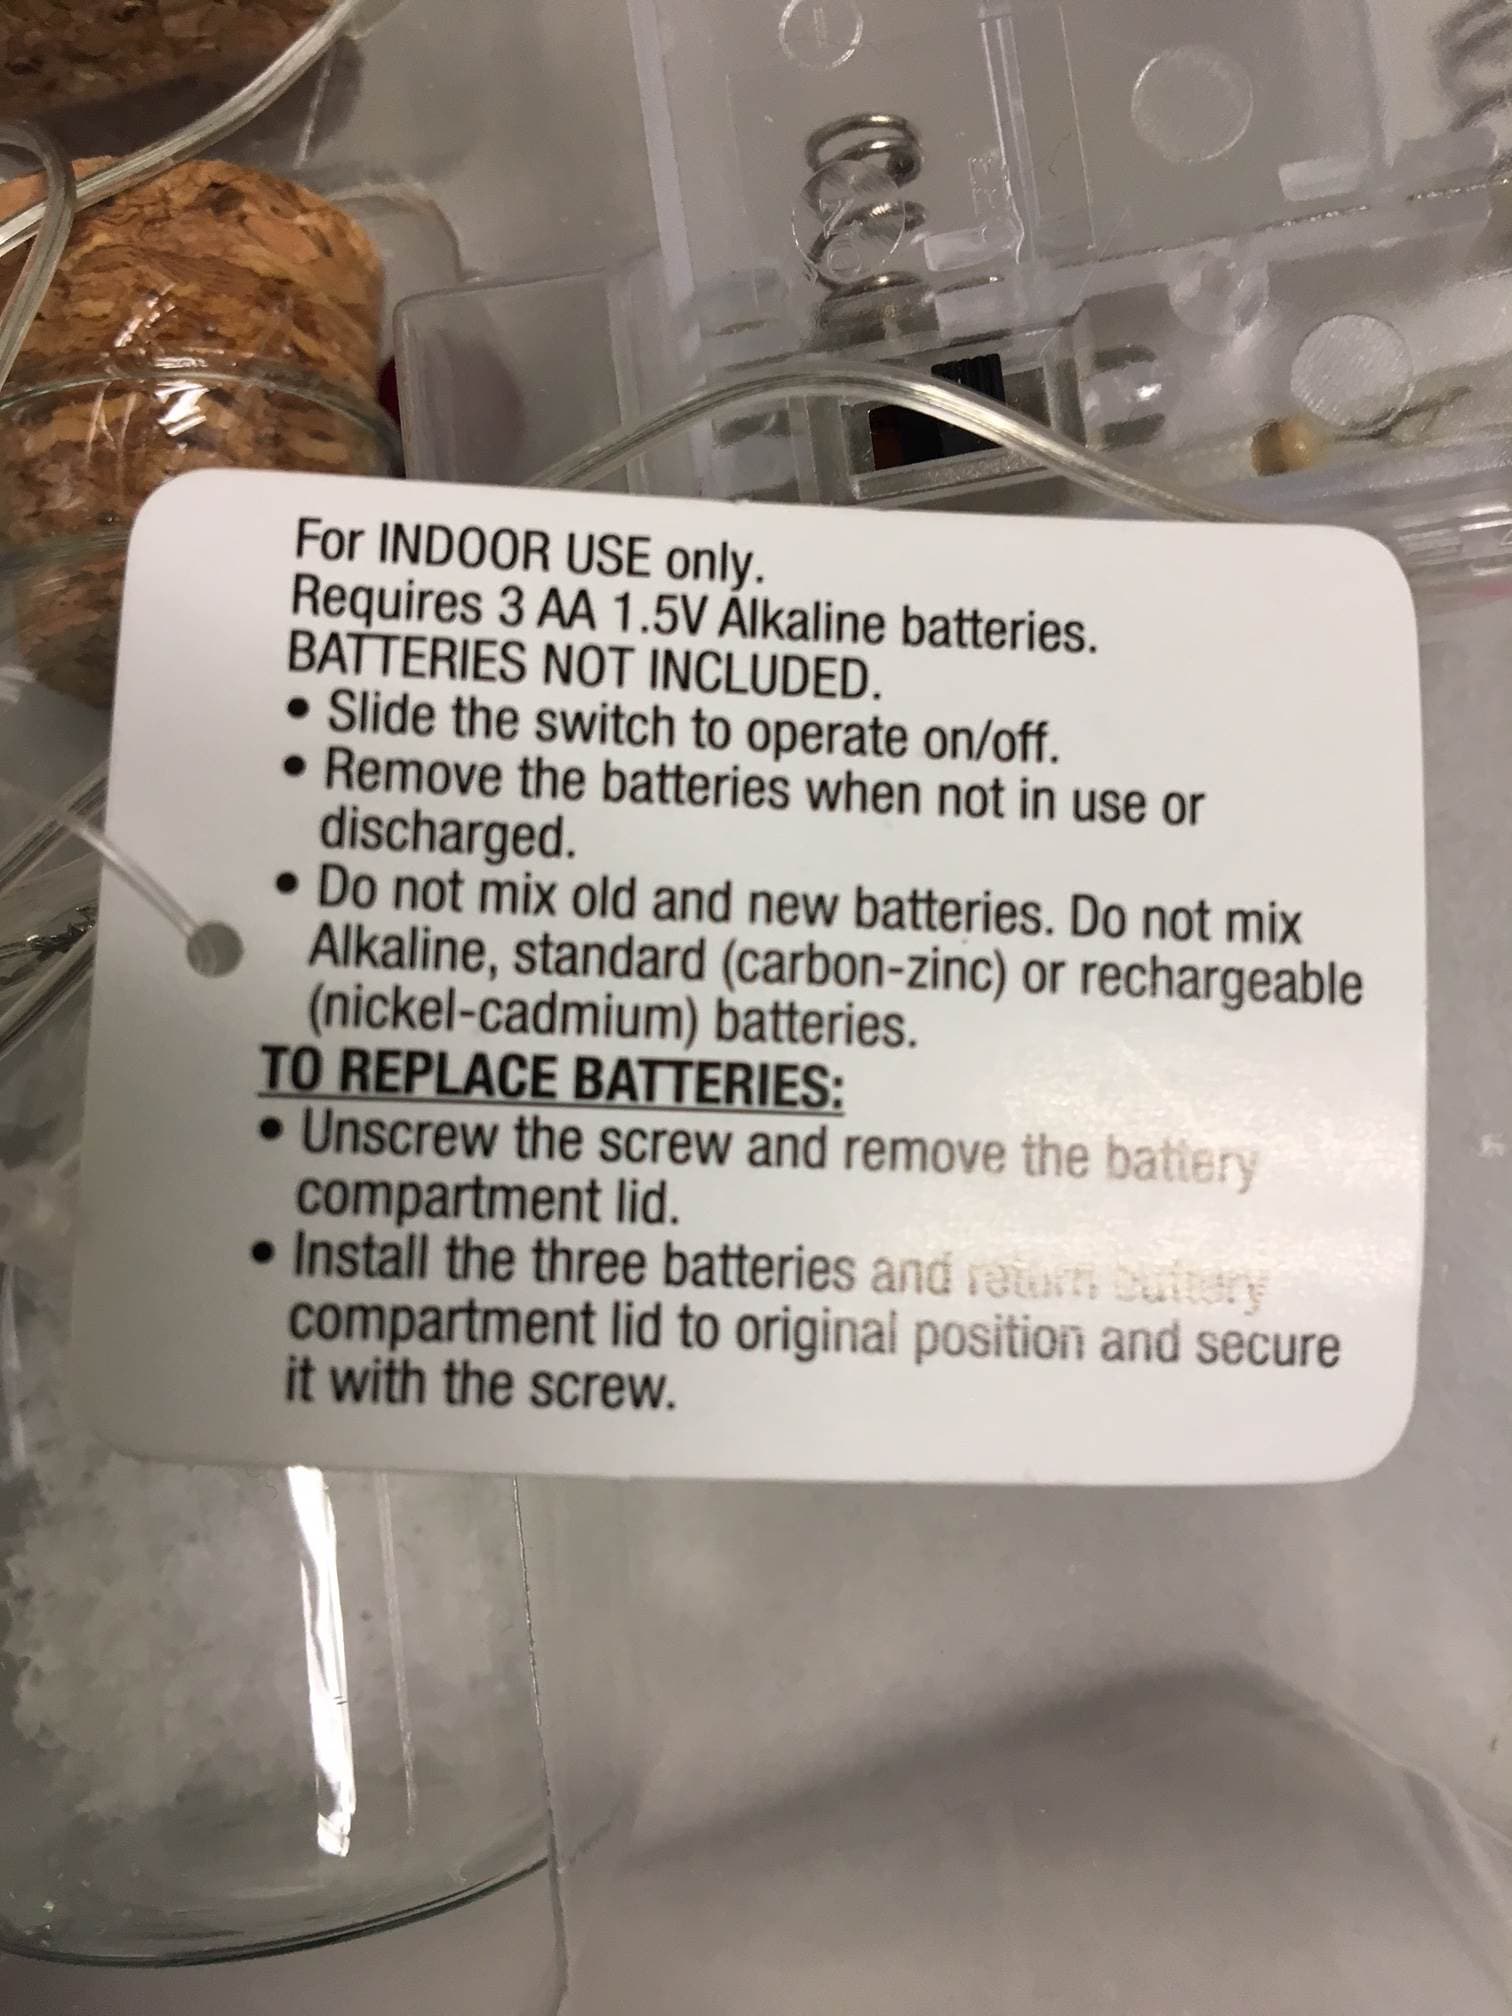 For INDOOR USE only.
Requires 3 AA 1.5V Alkaline batteries.
BATTERIES NOT INCLUDED.
• Slide the switch to operate on/off.
• Remove the batteries when not in use or
discharged.
• Do not mix old and new batteries. Do not mix
Alkaline, standard (carbon-zinc) or rechargeable
(nickel-cadmium) batteries.
TO REPLACE BATTERIES:
• Unscrew the screw and remove the battery
compartment lid.
• Install the three batteries and return battery
compartment lid to original position and secure
it with the screw.